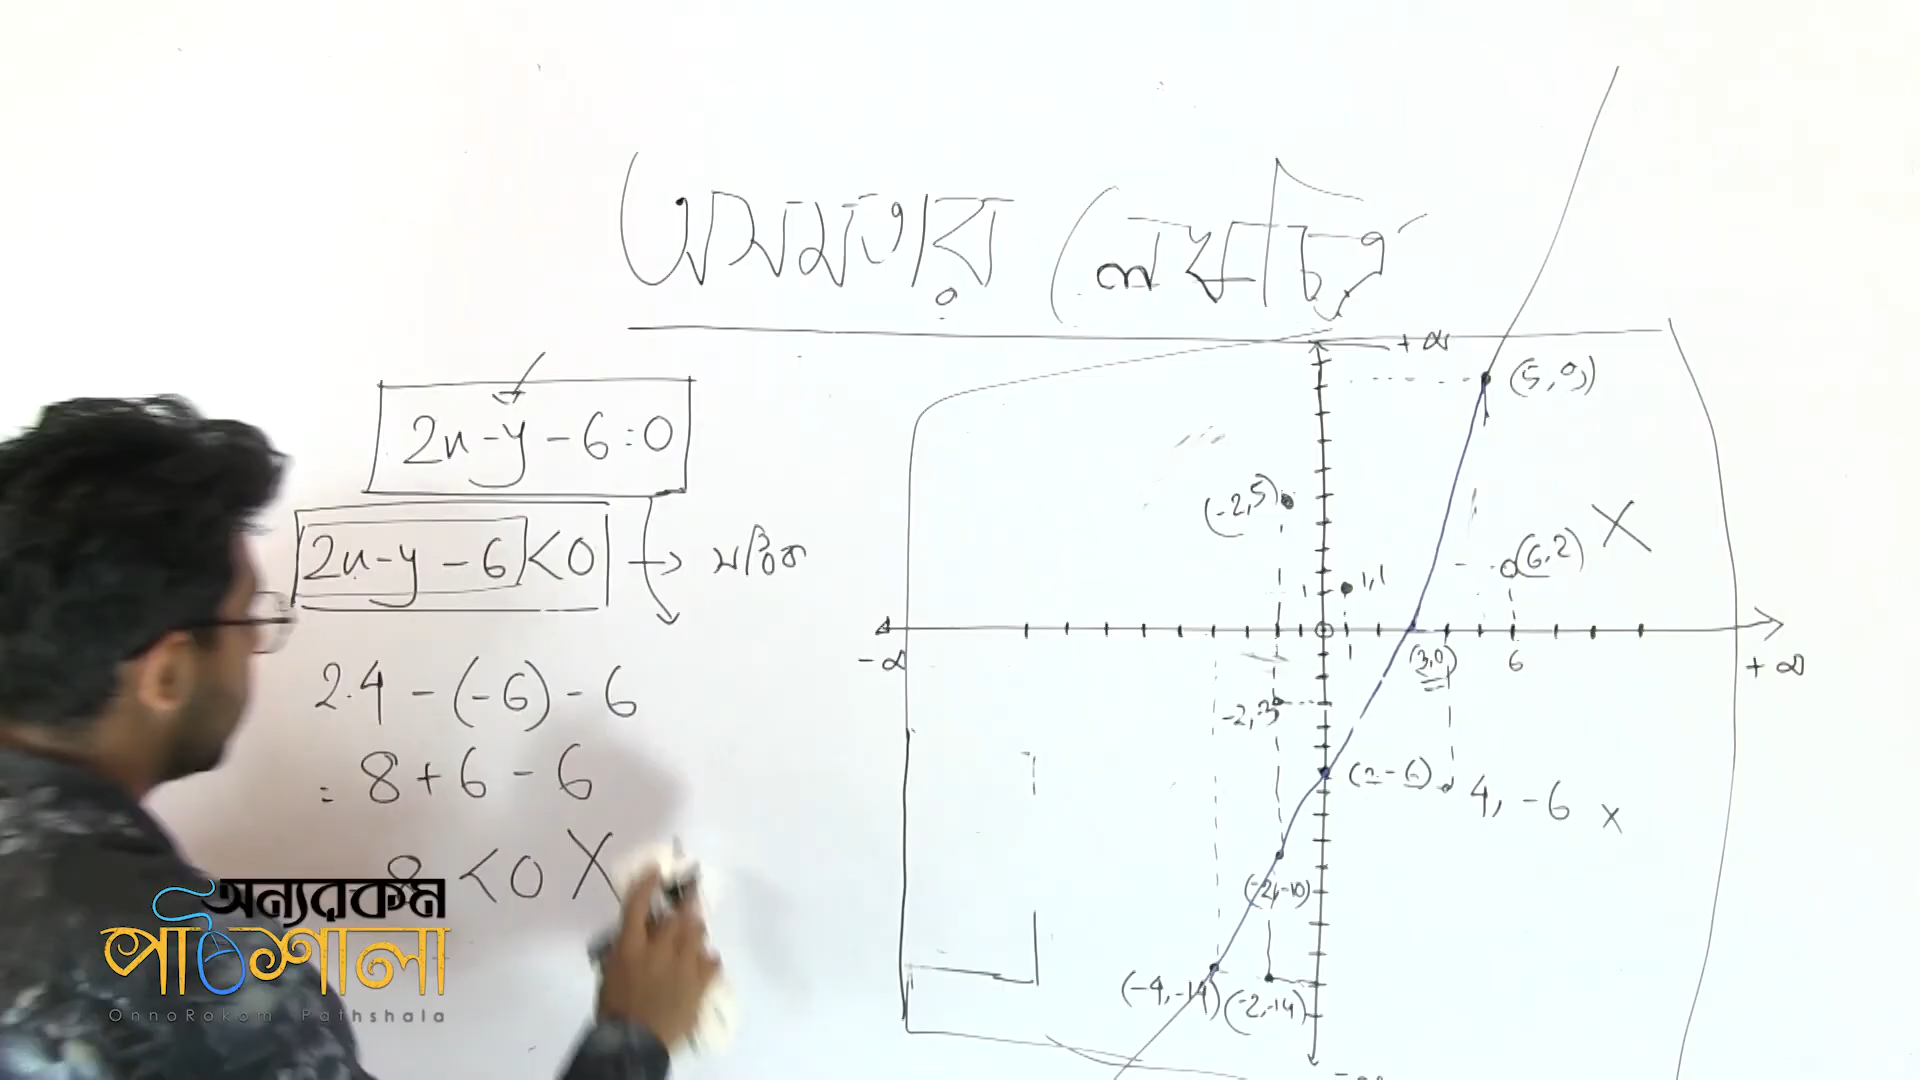 অসমতার লেখচিত্র
2x-y-6=0
2x-y-6<0 → সঠিক
2.4-(-6)-6
= 8+6-6
8 <0 X
+∞
(5,9)
(-2,5)
(6,2) X
1
1,1
-∞
1
(3,0)
6
+∞
-2,-3
4, -6 x
(-2,-10)
(-4,-14)
(-2,-14)
অন্যরকম
পাঠশালা
OnnoRokom Pathshala